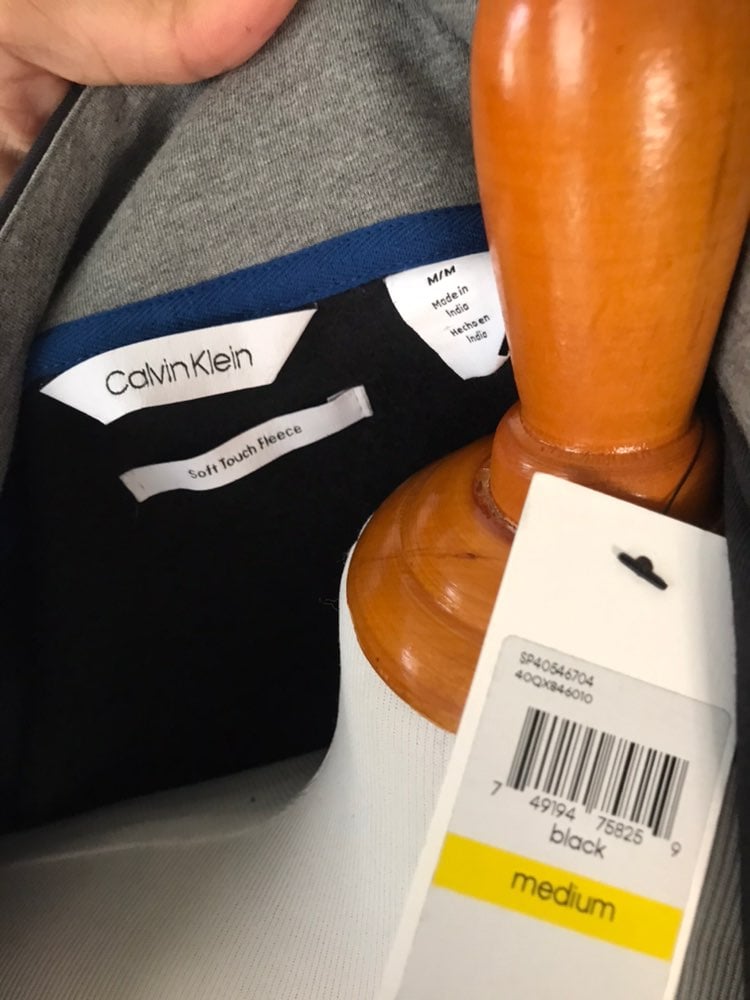 M/M
Made in
India
Hecho en
India
Calvin Klein
Soft Touch Fleece
SP40546704
40QX846010
7 49194 75825 9
black
medium